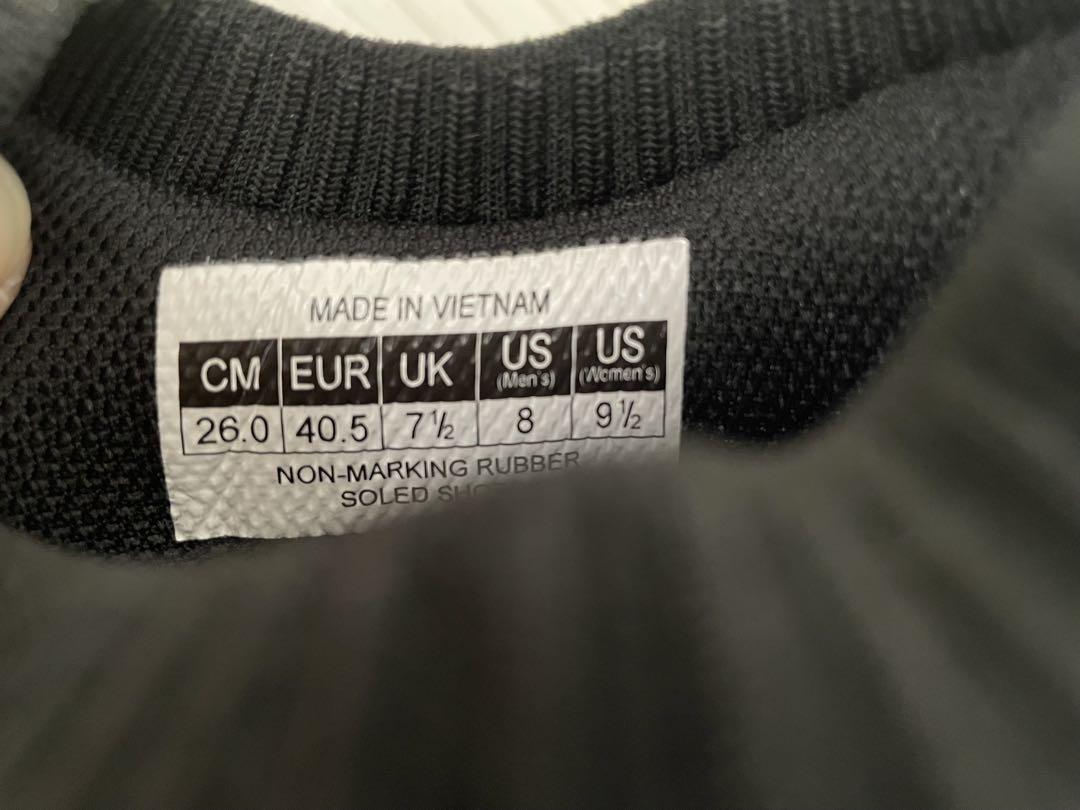 MADE IN VIETNAM
CM EUR UK US (Men's) US (Women's)
26.0 40.5 7½ 8 9½
NON-MARKING RUBBER
SOLED